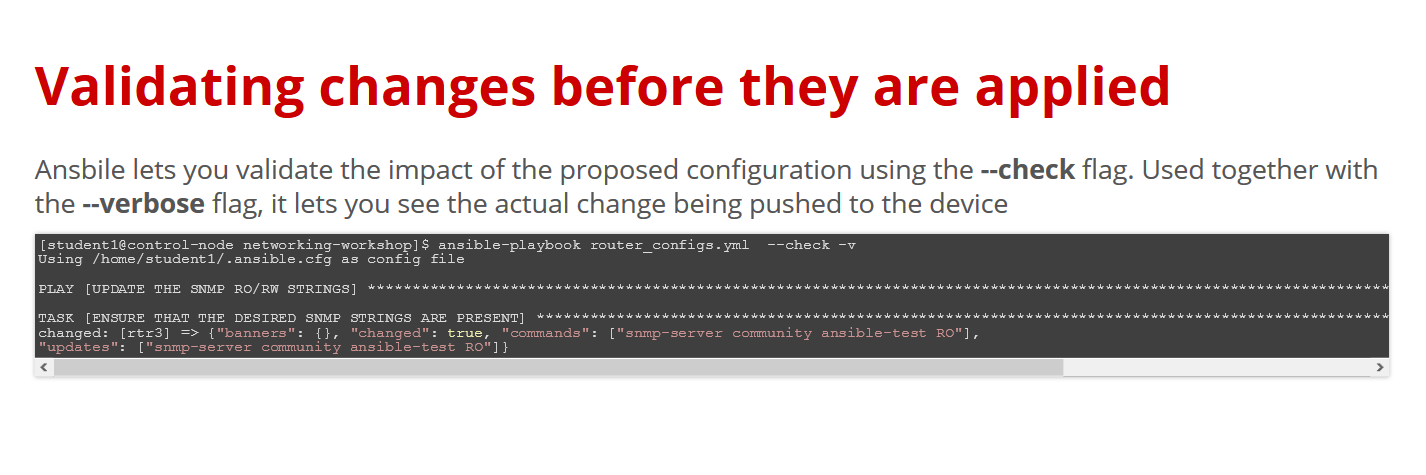 Validating changes before they are applied
Ansbile lets you validate the impact of the proposed configuration using the --check flag. Used together with
the --verbose flag, it lets you see the actual change being pushed to the device
[student1@control-node networking-workshop]$ ansible-playbook router_configs.yml  --check -v
Using /home/student1/.ansible.cfg as config file
PLAY [UPDATE THE SNMP RO/RW STRINGS] *********************************************************************************************************************
TASK [ENSURE THAT THE DESIRED SNMP STRINGS ARE PRESENT] **************************************************************************************************
changed: [rtr3] => {"banners": {}, "changed": true, "commands": ["snmp-server community ansible-test RO"],
"updates": ["snmp-server community ansible-test RO"]}